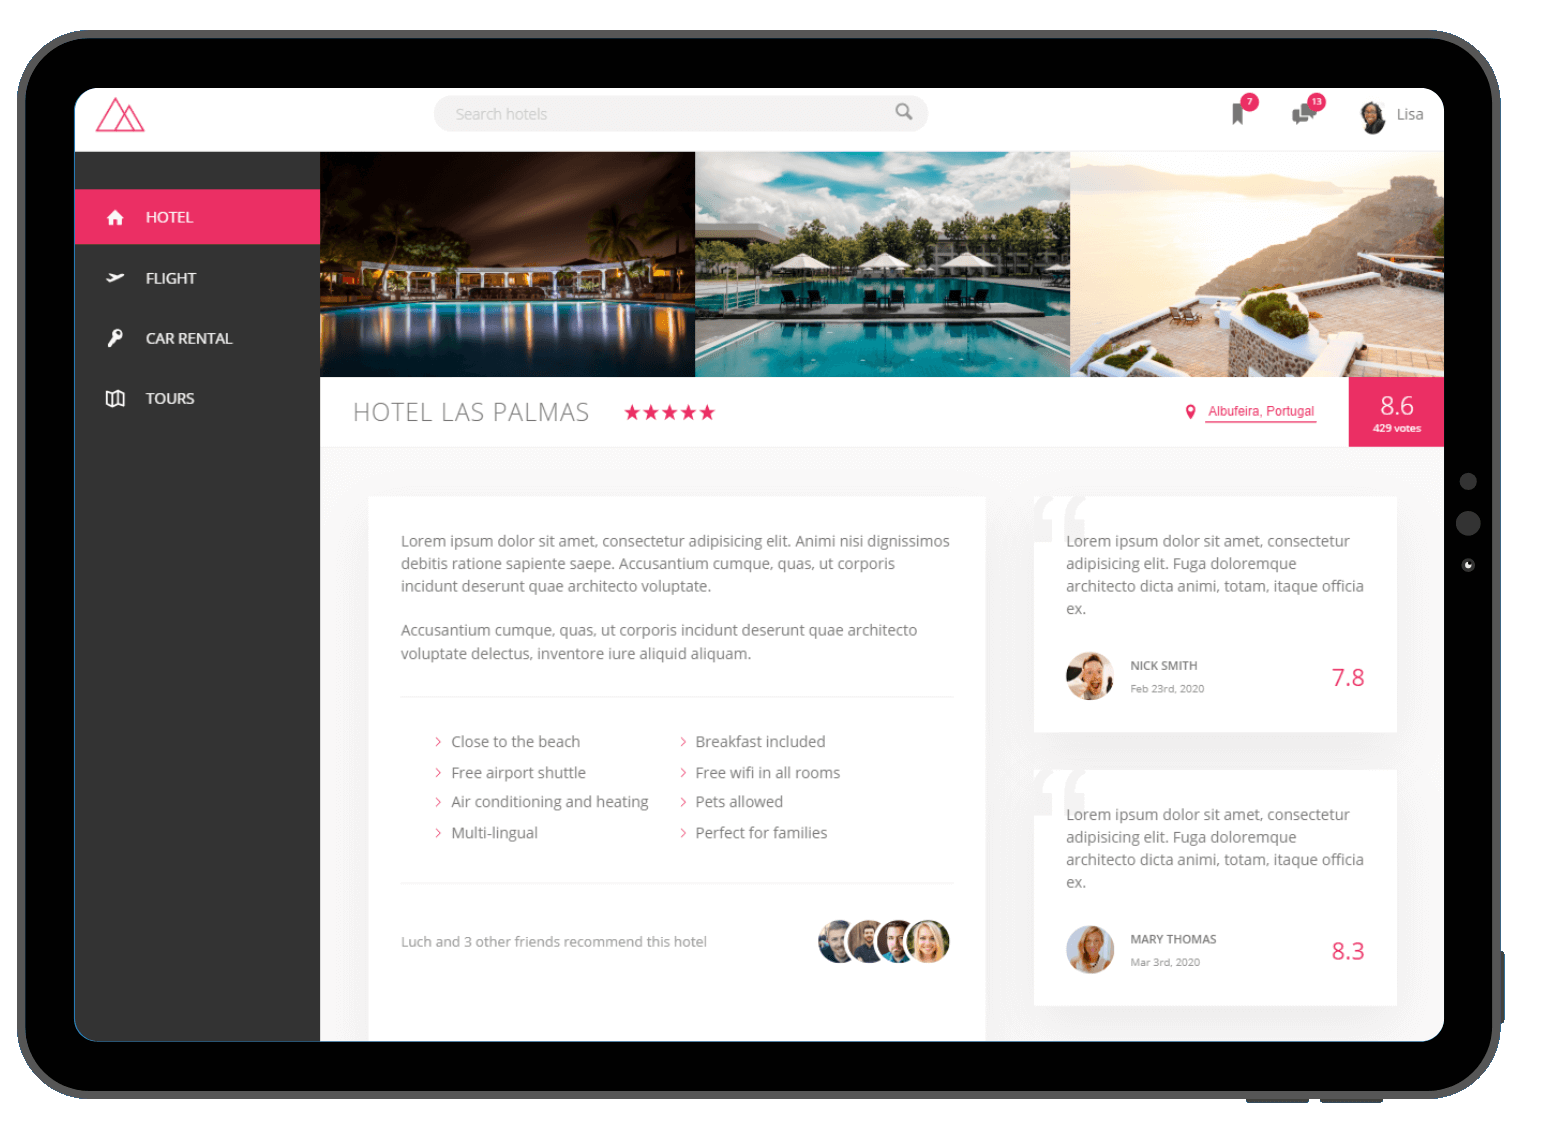 Search hotels
7
13
Lisa
HOTEL
FLIGHT
CAR RENTAL
TOURS
HOTEL LAS PALMAS
Albufeira, Portugal
8.6
429 votes
Lorem ipsum dolor sit amet, consectetur adipisicing elit. Animi nisi dignissimos
debitis ratione sapiente saepe. Accusantium cumque, quas, ut corporis
incidunt deserunt quae architecto voluptate.
Accusantium cumque, quas, ut corporis incidunt deserunt quae architecto
voluptate delectus, inventore iure aliquid aliquam.
Close to the beach
Free airport shuttle
Air conditioning and heating
Multi-lingual
Breakfast included
Free wifi in all rooms
Pets allowed
Perfect for families
Luch and 3 other friends recommend this hotel
“
Lorem ipsum dolor sit amet, consectetur
adipisicing elit. Fuga doloremque
architecto dicta animi, totam, itaque officia
ex.
NICK SMITH
Feb 23rd, 2020
7.8
“
Lorem ipsum dolor sit amet, consectetur
adipisicing elit. Fuga doloremque
architecto dicta animi, totam, itaque officia
ex.
MARY THOMAS
Mar 3rd, 2020
8.3